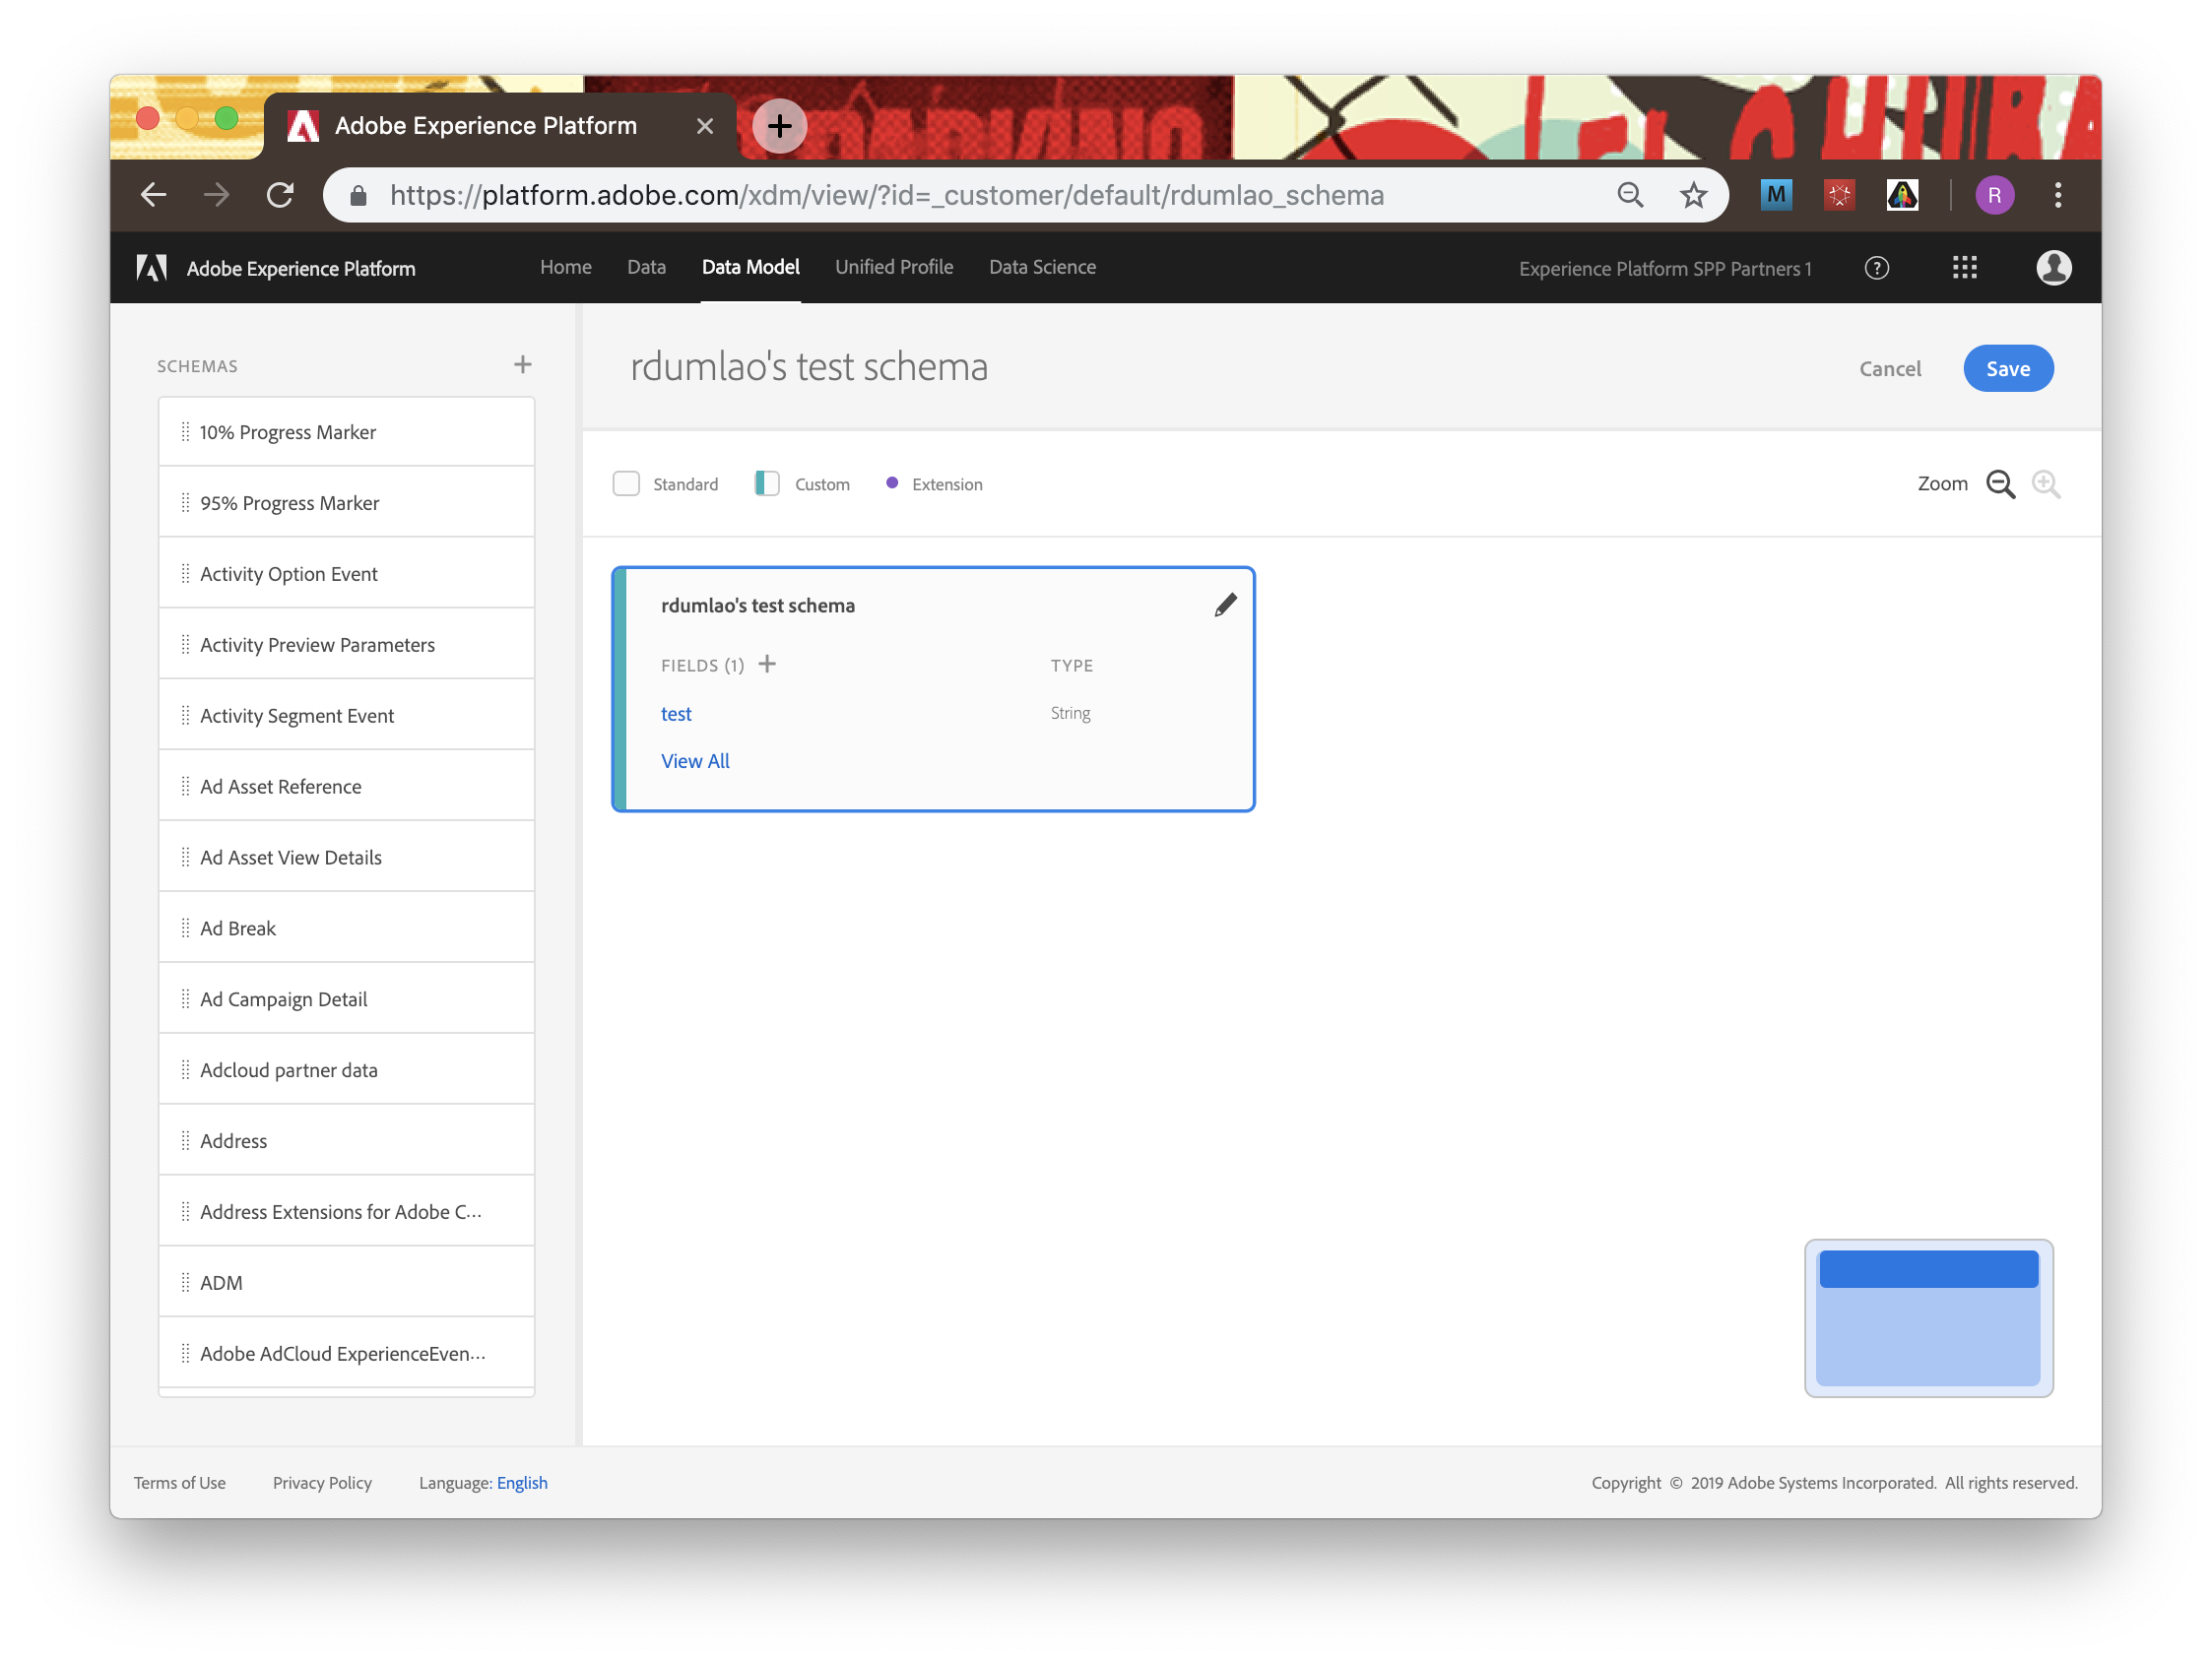 Adobe Experience Platform
https://platform.adobe.com/xdm/view/?id=_customer/default/rdumlao_schema
M
R
Adobe Experience Platform
Home
Data
Data Model
Unified Profile
Data Science
Experience Platform SPP Partners 1
?
SCHEMAS
10% Progress Marker
95% Progress Marker
Activity Option Event
Activity Preview Parameters
Activity Segment Event
Ad Asset Reference
Ad Asset View Details
Ad Break
Ad Campaign Detail
Adcloud partner data
Address
Address Extensions for Adobe C...
ADM
Adobe AdCloud ExperienceEven...
rdumlao's test schema
Cancel
Save
Standard
Custom
Extension
Zoom
rdumlao's test schema
FIELDS (1)
TYPE
test
String
View All
Terms of Use
Privacy Policy
Language: English
Copyright © 2019 Adobe Systems Incorporated. All rights reserved.